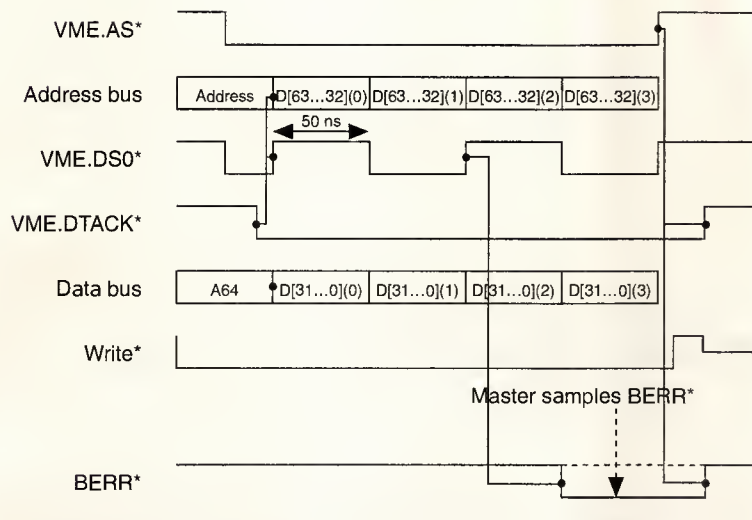 VME.AS*
Address bus
Address D[63...32](0) D[63...32](1) D[63...32](2) D[63...32](3)
50 ns
VME.DS0*
VME.DTACK*
Data bus
A64 D[31...0](0) D[31...0](1) D[31...0](2) D[31...0](3)
Write*
Master samples BERR*
BERR*